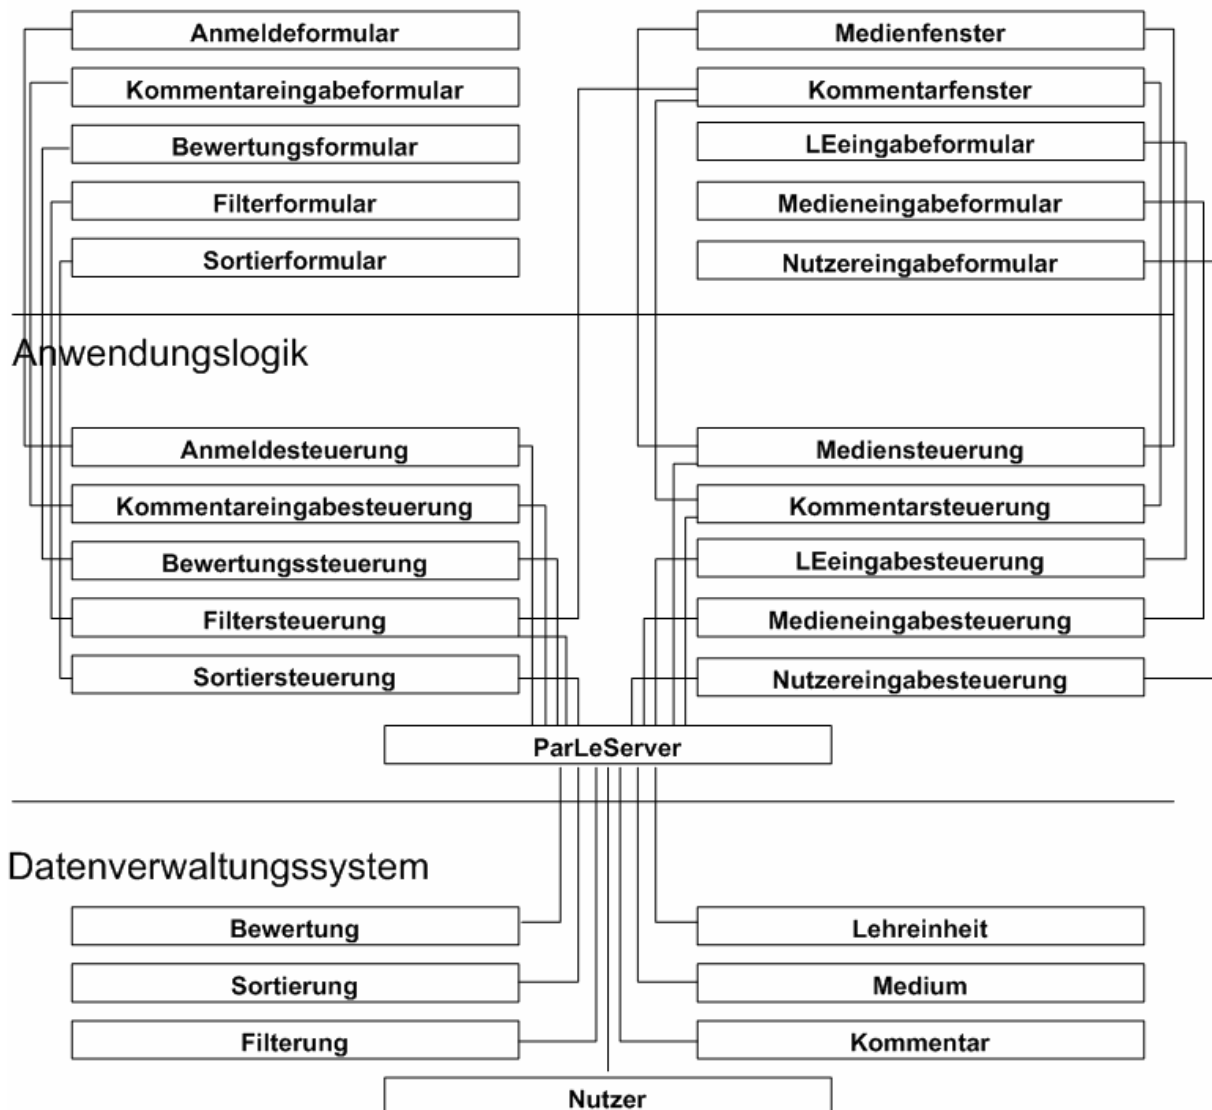 Anmeldeformular
Kommentareingabeformular
Bewertungsformular
Filterformular
Sortierformular
Medienfenster
Kommentarfenster
LEeingabeformular
Medieneingabeformular
Nutzereingabeformular
Anwendungslogik
Anmeldesteuerung
Kommentareingabesteuerung
Bewertungssteuerung
Filtersteuerung
Sortiersteuerung
Mediensteuerung
Kommentarsteuerung
LEeingabesteuerung
Medieneingabesteuerung
Nutzereingabesteuerung
ParLeServer
Datenverwaltungssystem
Bewertung
Sortierung
Filterung
Lehreinheit
Medium
Kommentar
Nutzer